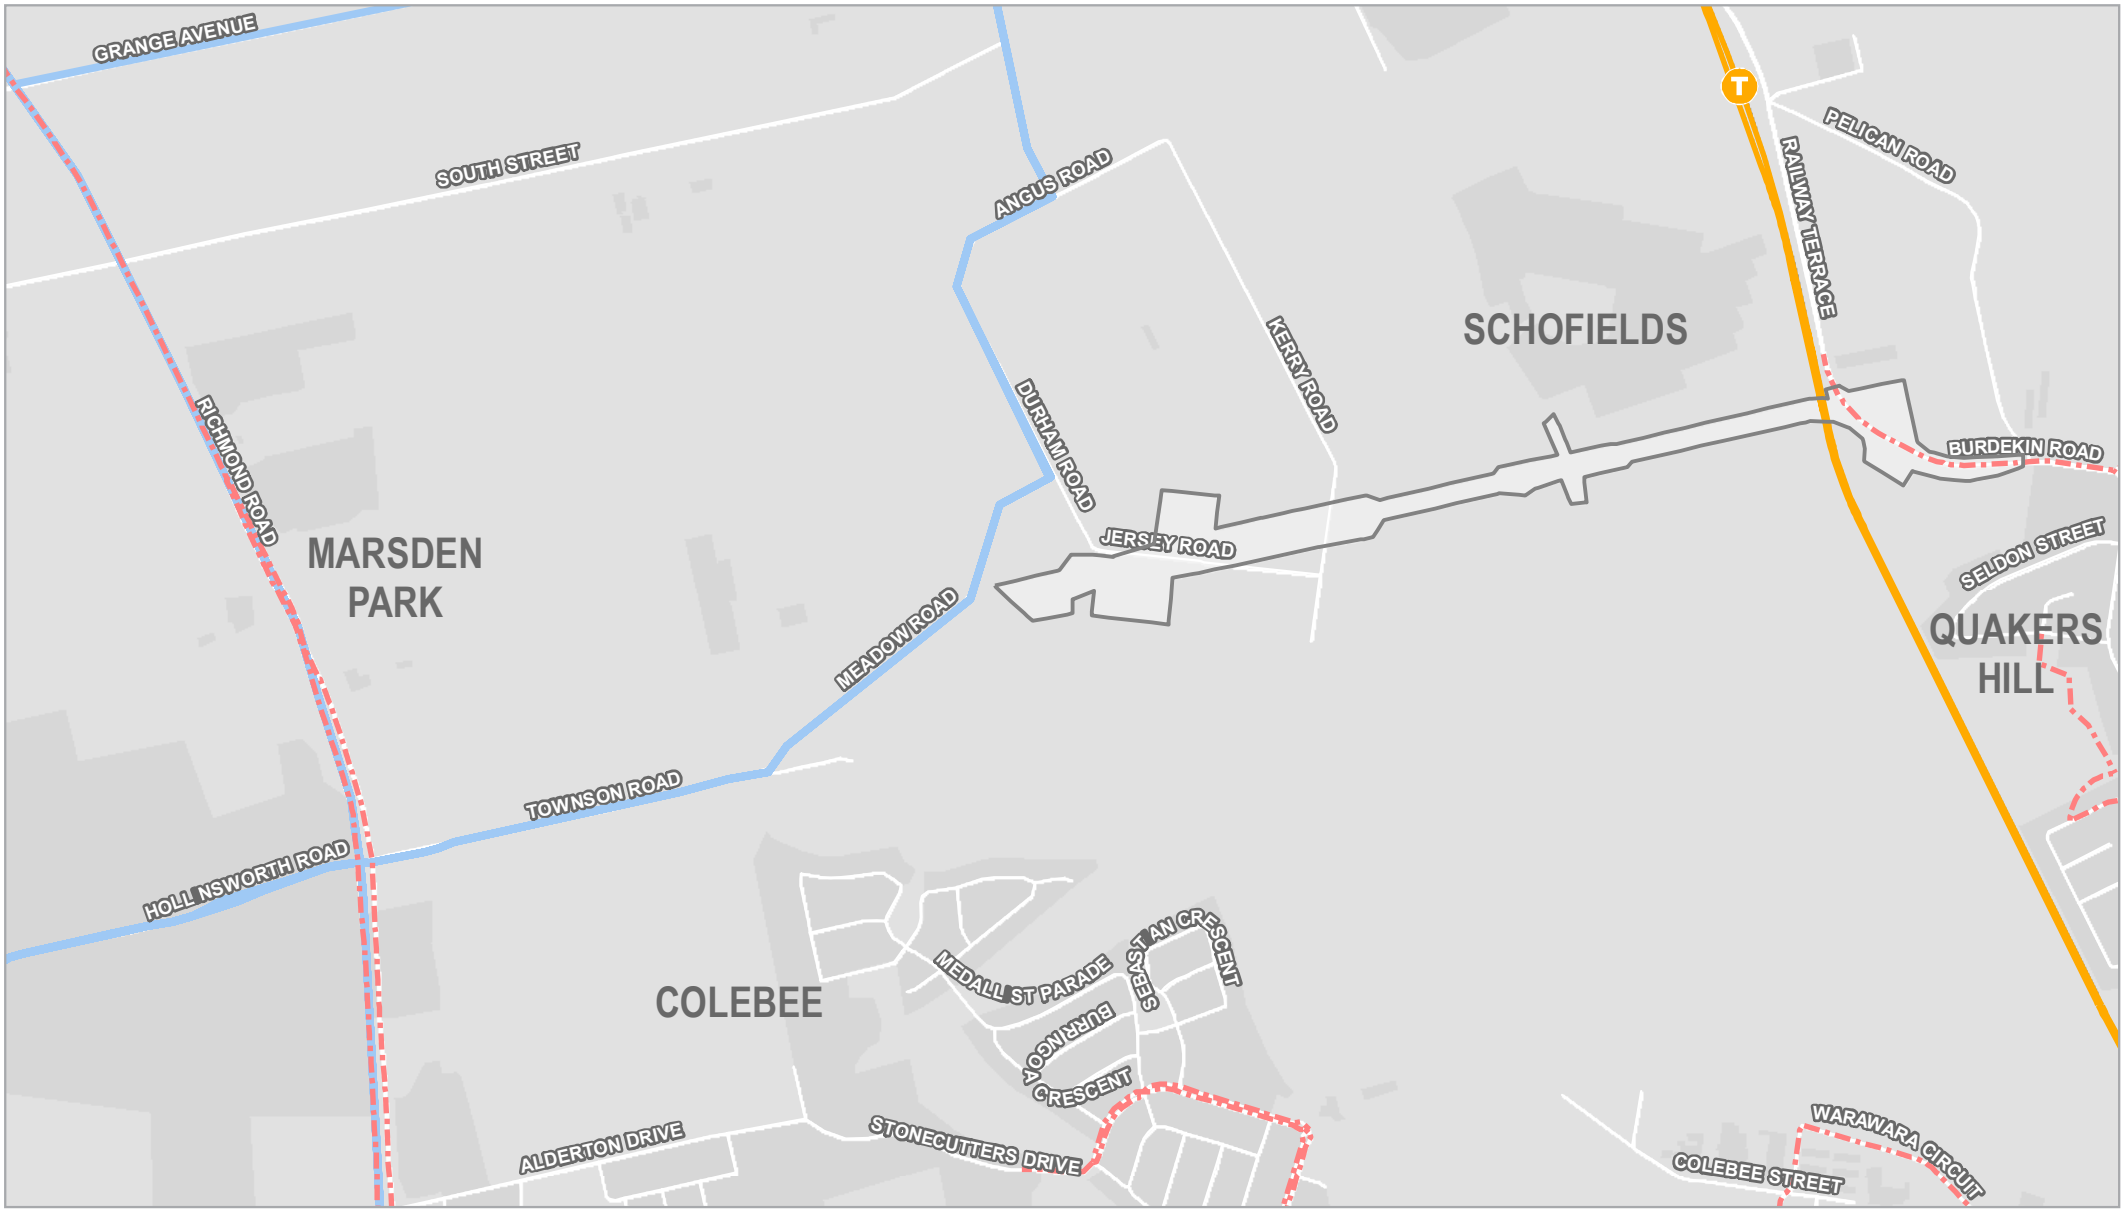 GRANGE AVENUE
T
PELICAN ROAD
SOUTH STREET
ANGUS ROAD
RAILWAY TERRACE
SCHOFIELDS
KERRY ROAD
DURHAM ROAD
RICHMOND ROAD
BURDEKIN ROAD
MARSDEN
PARK
JERSEY ROAD
SELDON STREET
QUAKERS
HILL
MEADOW ROAD
TOWNSON ROAD
HOLLINSWORTH ROAD
SEBASTIAN CRESCENT
MEDALLIST PARADE
COLEBEE
BURRINGOA CRESCENT
STONECUTTERS DRIVE
ALDERTON DRIVE
WARAWARA CIRCUIT
COLEBEE STREET